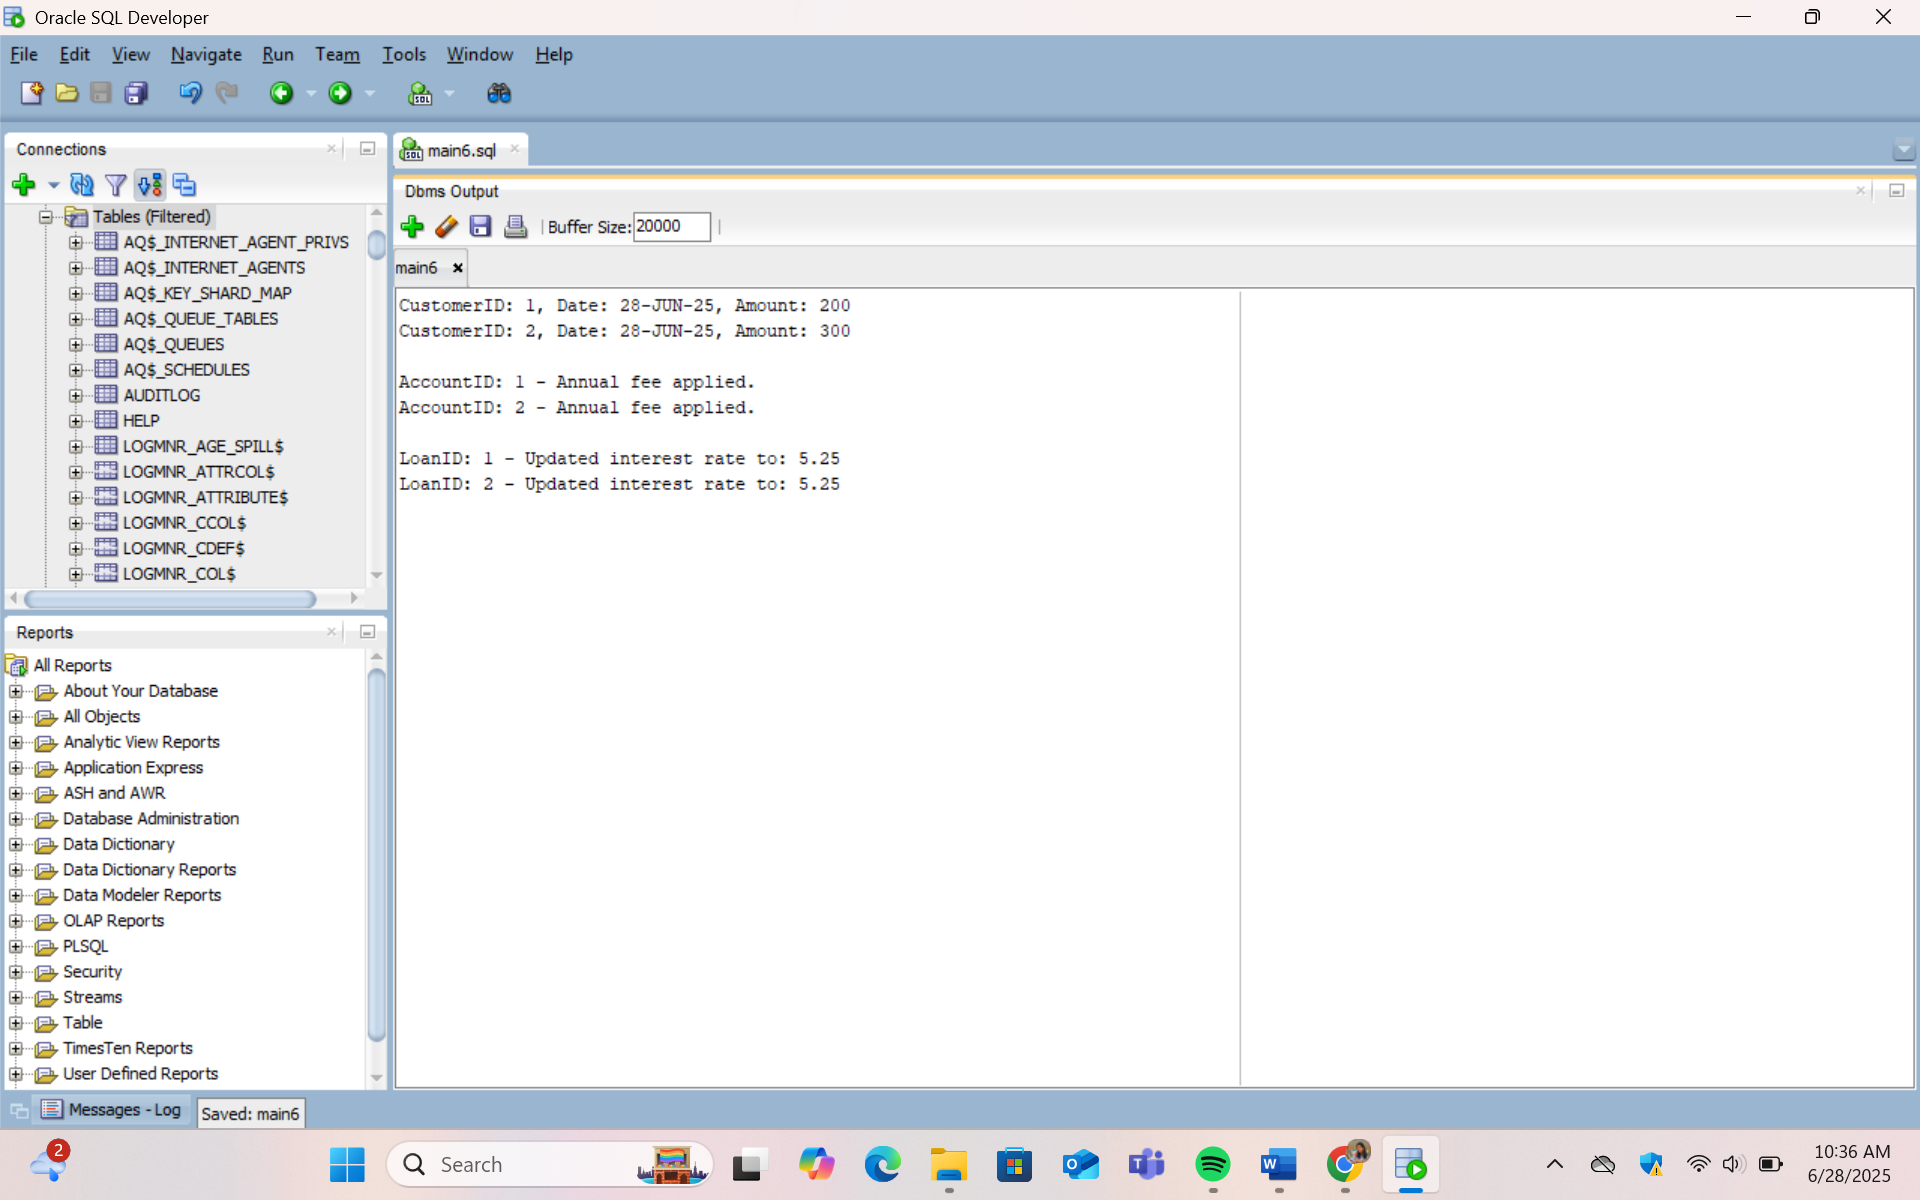 Oracle SQL Developer
File Edit View Navigate Run Team Tools Window Help
Connections
Tables (Filtered)
AQ$_INTERNET_AGENT_PRIVS
AQ$_INTERNET_AGENTS
AQ$_KEY_SHARD_MAP
AQ$_QUEUE_TABLES
AQ$_QUEUES
AQ$_SCHEDULES
AUDITLOG
HELP
LOGMNR_AGE_SPILL$
LOGMNR_ATTRCOL$
LOGMNR_ATTRIBUTE$
LOGMNR_CCOL$
LOGMNR_CDEF$
LOGMNR_COL$
Reports
All Reports
About Your Database
All Objects
Analytic View Reports
Application Express
ASH and AWR
Database Administration
Data Dictionary
Data Dictionary Reports
Data Modeler Reports
OLAP Reports
PLSQL
Security
Streams
Table
TimesTen Reports
User Defined Reports
main6.sql
Dbms Output
Buffer Size: 20000
main6
CustomerID: 1, Date: 28-JUN-25, Amount: 200
CustomerID: 2, Date: 28-JUN-25, Amount: 300
AccountID: 1 - Annual fee applied.
AccountID: 2 - Annual fee applied.
LoanID: 1 - Updated interest rate to: 5.25
LoanID: 2 - Updated interest rate to: 5.25
Messages - Log
Saved: main6
2
Search
10:36 AM
6/28/2025